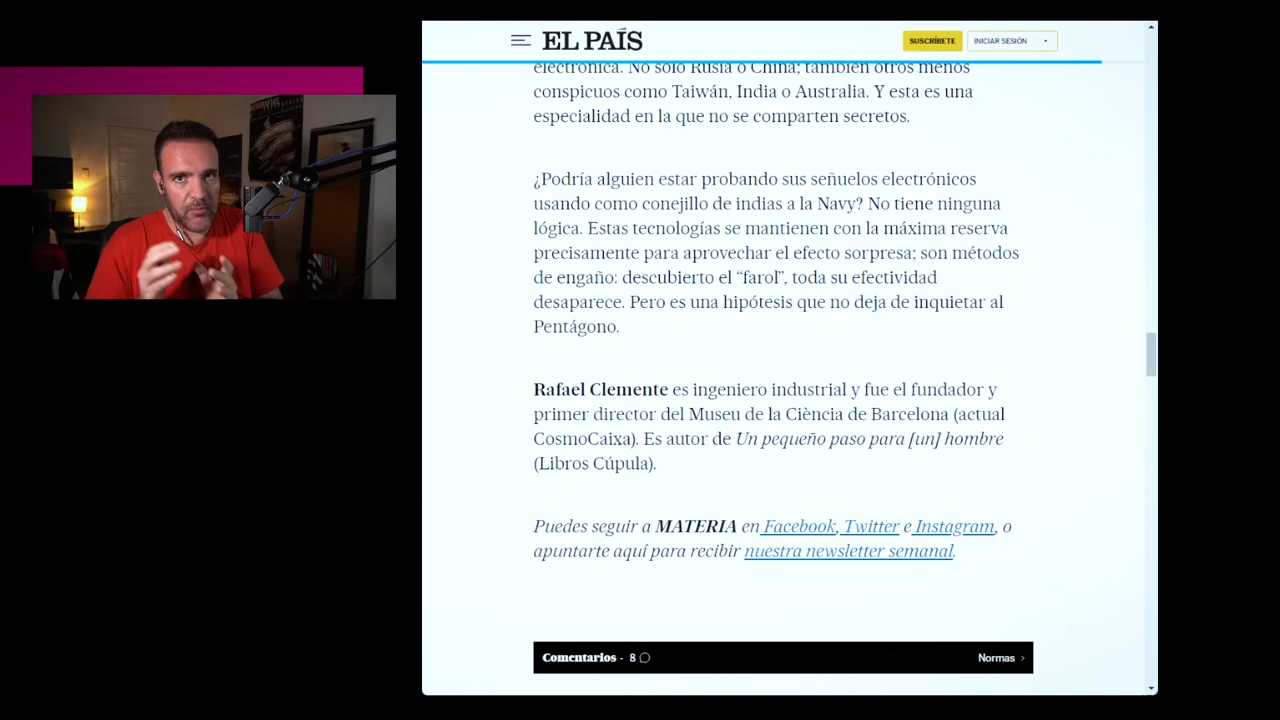 EL PAÍS
SUSCRÍBETE
INICIAR SESIÓN
electrónica. No solo Rusia o China; también otros menos
conspicuos como Taiwán, India o Australia. Y esta es una
especialidad en la que no se comparten secretos.
¿Podría alguien estar probando sus señuelos electrónicos
usando como conejillo de indias a la Navy? No tiene ninguna
lógica. Estas tecnologías se mantienen con la máxima reserva
precisamente para aprovechar el efecto sorpresa; son métodos
de engaño: descubierto el “farol”, toda su efectividad
desaparece. Pero es una hipótesis que no deja de inquietar al
Pentágono.
Rafael Clemente es ingeniero industrial y fue el fundador y
primer director del Museu de la Ciència de Barcelona (actual
CosmoCaixa). Es autor de Un pequeño paso para [un] hombre
(Libros Cúpula).
Puedes seguir a MATERIA en Facebook, Twitter e Instagram, o
apuntarte aquí para recibir nuestra newsletter semanal.
Comentarios - 8
Normas ›